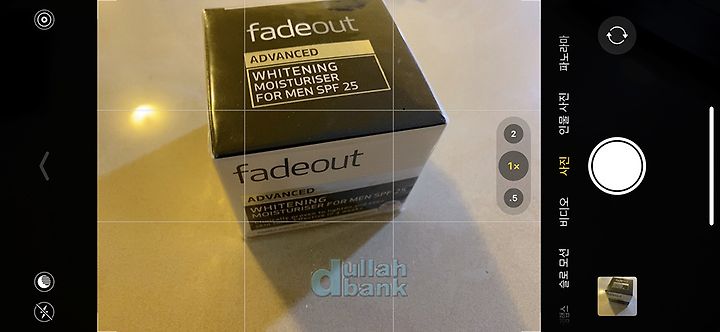 fadeout
ADVANCED
WHITENING
MOISTURISER
FOR MEN SPF 25
fadeout
ADVANCED
WHITENING
MOISTURISER FOR MEN SPF 25
dullah
bank
2
1×
.5
파노라마
인물 사진
사진
비디오
슬로 모션